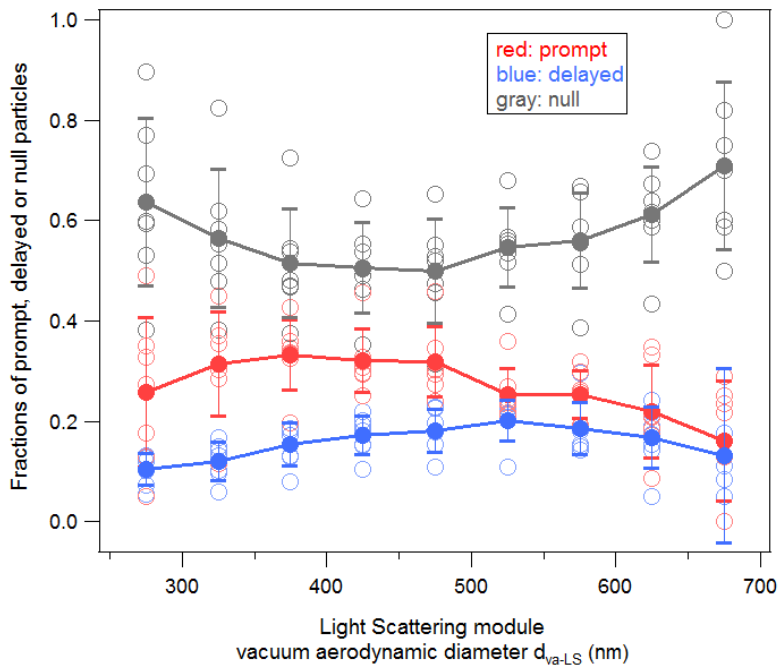 Fractions of prompt, delayed or null particles
1.0
0.8
0.6
0.4
0.2
0.0
red: prompt
blue: delayed
gray: null
300 400 500 600 700
Light Scattering module
vacuum aerodynamic diameter dva-LS (nm)